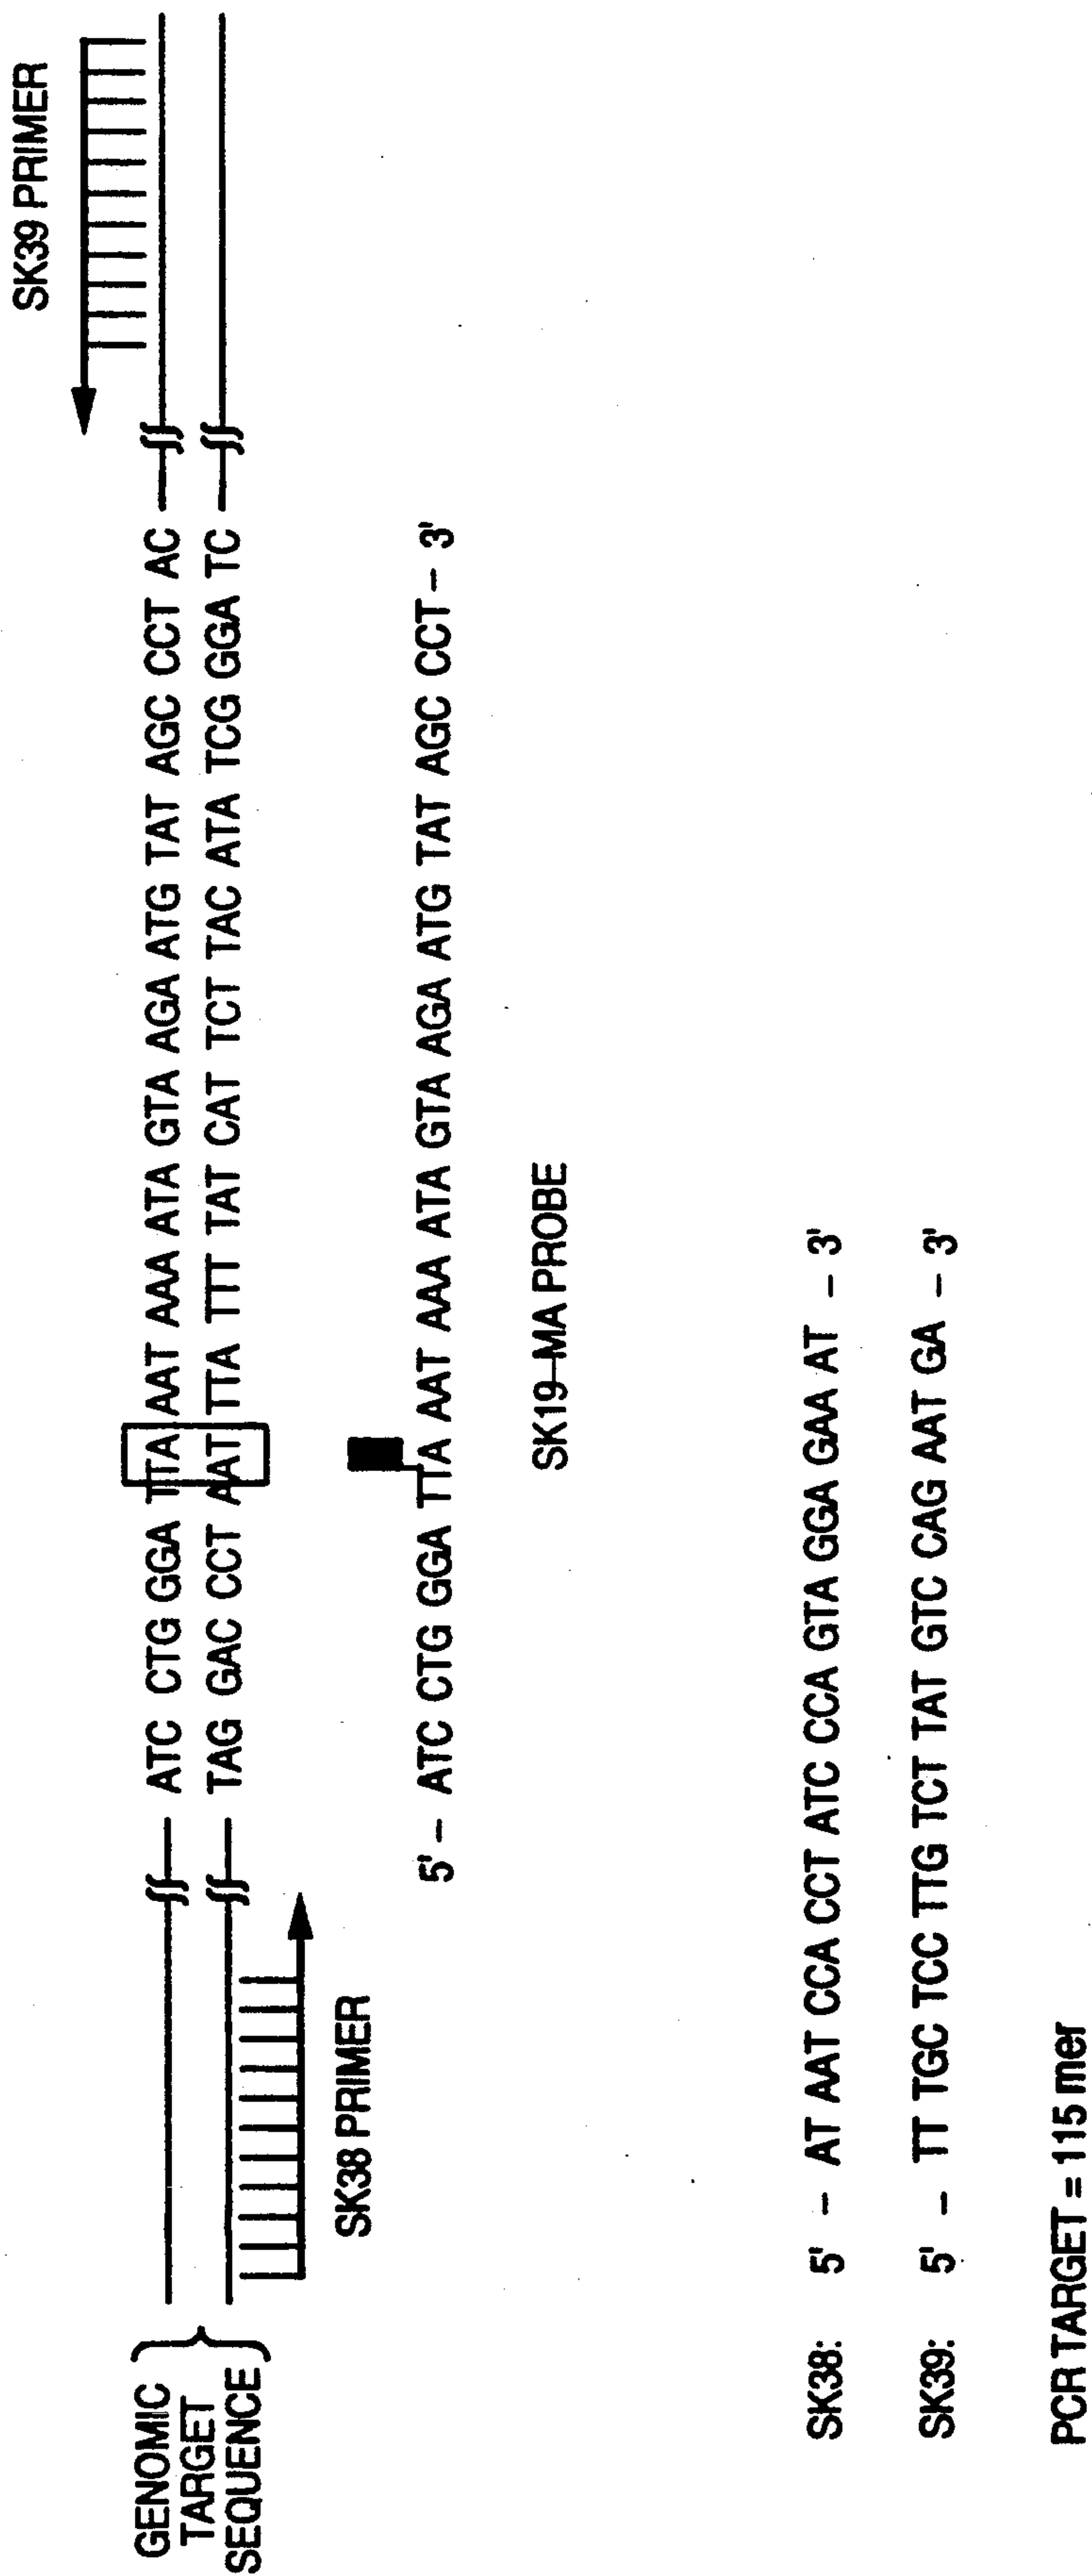 SK39 PRIMER
GENOMIC
TARGET
SEQUENCE
ATC CTG GGA TTA AAT AAA ATA GTA AGA ATG TAT AGC CCT AC
TAG GAC CCT AAT TTA TTT TAT CAT TCT TAC ATA TCG GGA TC
SK38 PRIMER
5' – ATC CTG GGA TTA AAT AAA ATA GTA AGA ATG TAT AGC CCT – 3'
SK19–MA PROBE
SK38: 5' – AT AAT CCA CCT ATC CCA GTA GGA GAA AT – 3'
SK39: 5' – TT TGC TCC TTG TCT TAT GTC CAG AAT GA – 3'
PCR TARGET = 115 mer